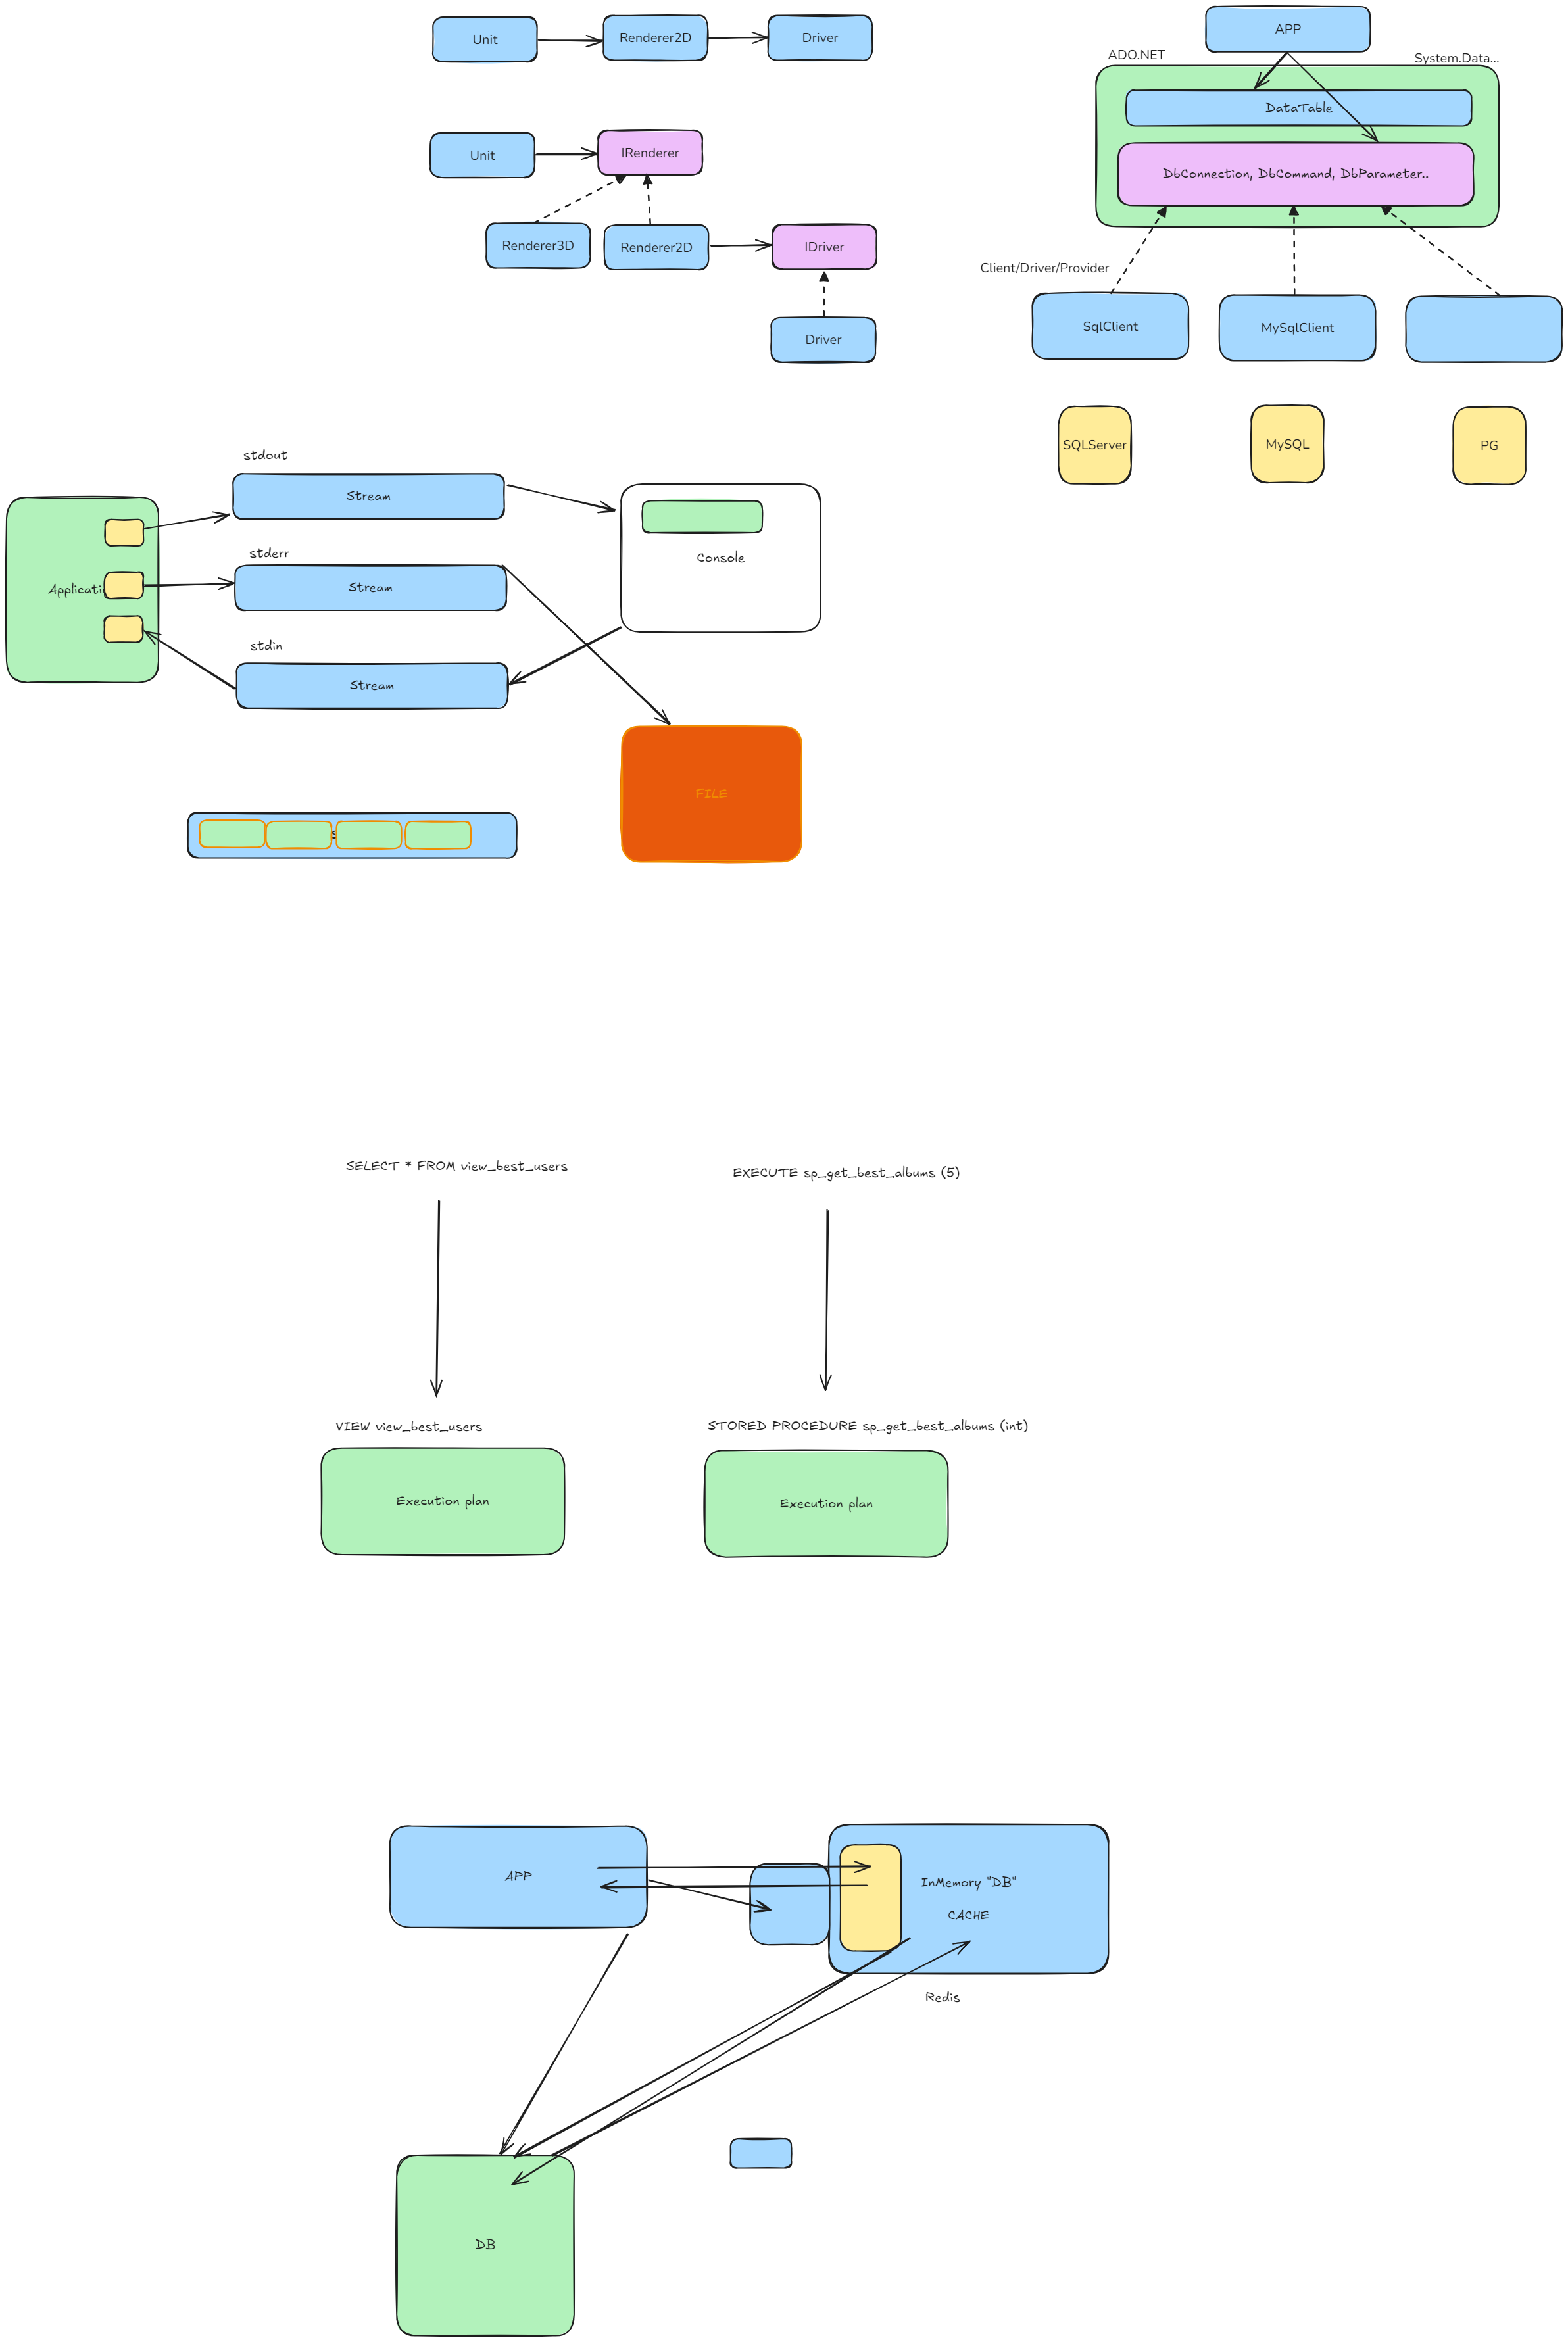 Unit
Renderer2D
Driver
Unit
IRenderer
Renderer3D
Renderer2D
IDriver
Driver
APP
ADO.NET
System.Data...
DataTable
DbConnection, DbCommand, DbParameter..
Client/Driver/Provider
SqlClient
MySqlClient
SQLServer
MySQL
PG
stdout
Stream
stderr
Stream
stdin
Stream
Console
FILE
SELECT * FROM view_best_users
EXECUTE sp_get_best_albums (5)
VIEW view_best_users
STORED PROCEDURE sp_get_best_albums (int)
Execution plan
Execution plan
APP
InMemory "DB"
CACHE
Redis
DB